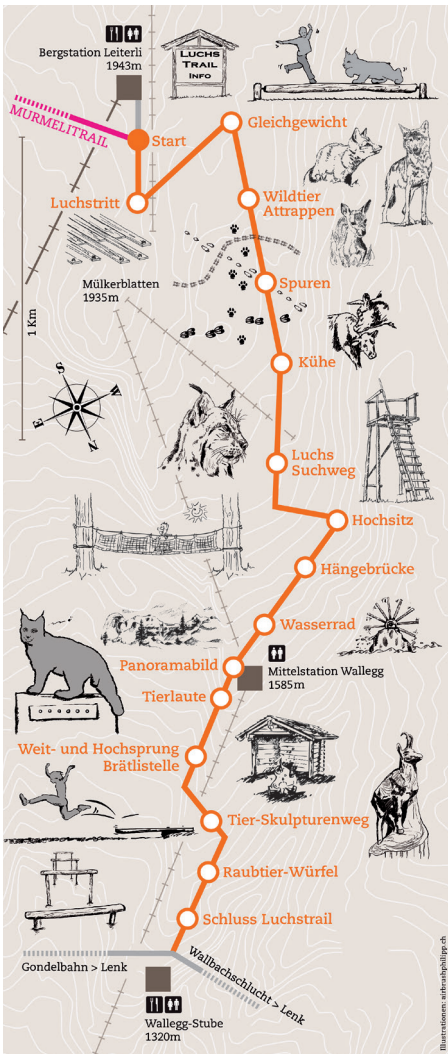 Bergstation Leiterli
1943m
LUCHS
TRAIL
INFO
MURMELITRAIL
Start
Gleichgewicht
Luchstritt
Wildtier
Attrappen
Mülkerblatten
1935m
Spuren
1 Km
Kühe
S
W
E
N
Luchs
Suchweg
Hochsitz
Hängebrücke
Wasserrad
Panoramabild
Mittelstation Wallegg
1585m
Tierlaute
Weit- und Hochsprung
Brätlistelle
Tier-Skulpturenweg
Raubtier-Würfel
Schluss Luchstrail
Gondelbahn > Lenk
Wallbachschlucht > Lenk
Wallegg-Stube
1320m
Illustrationen: airbrushphilipp.ch